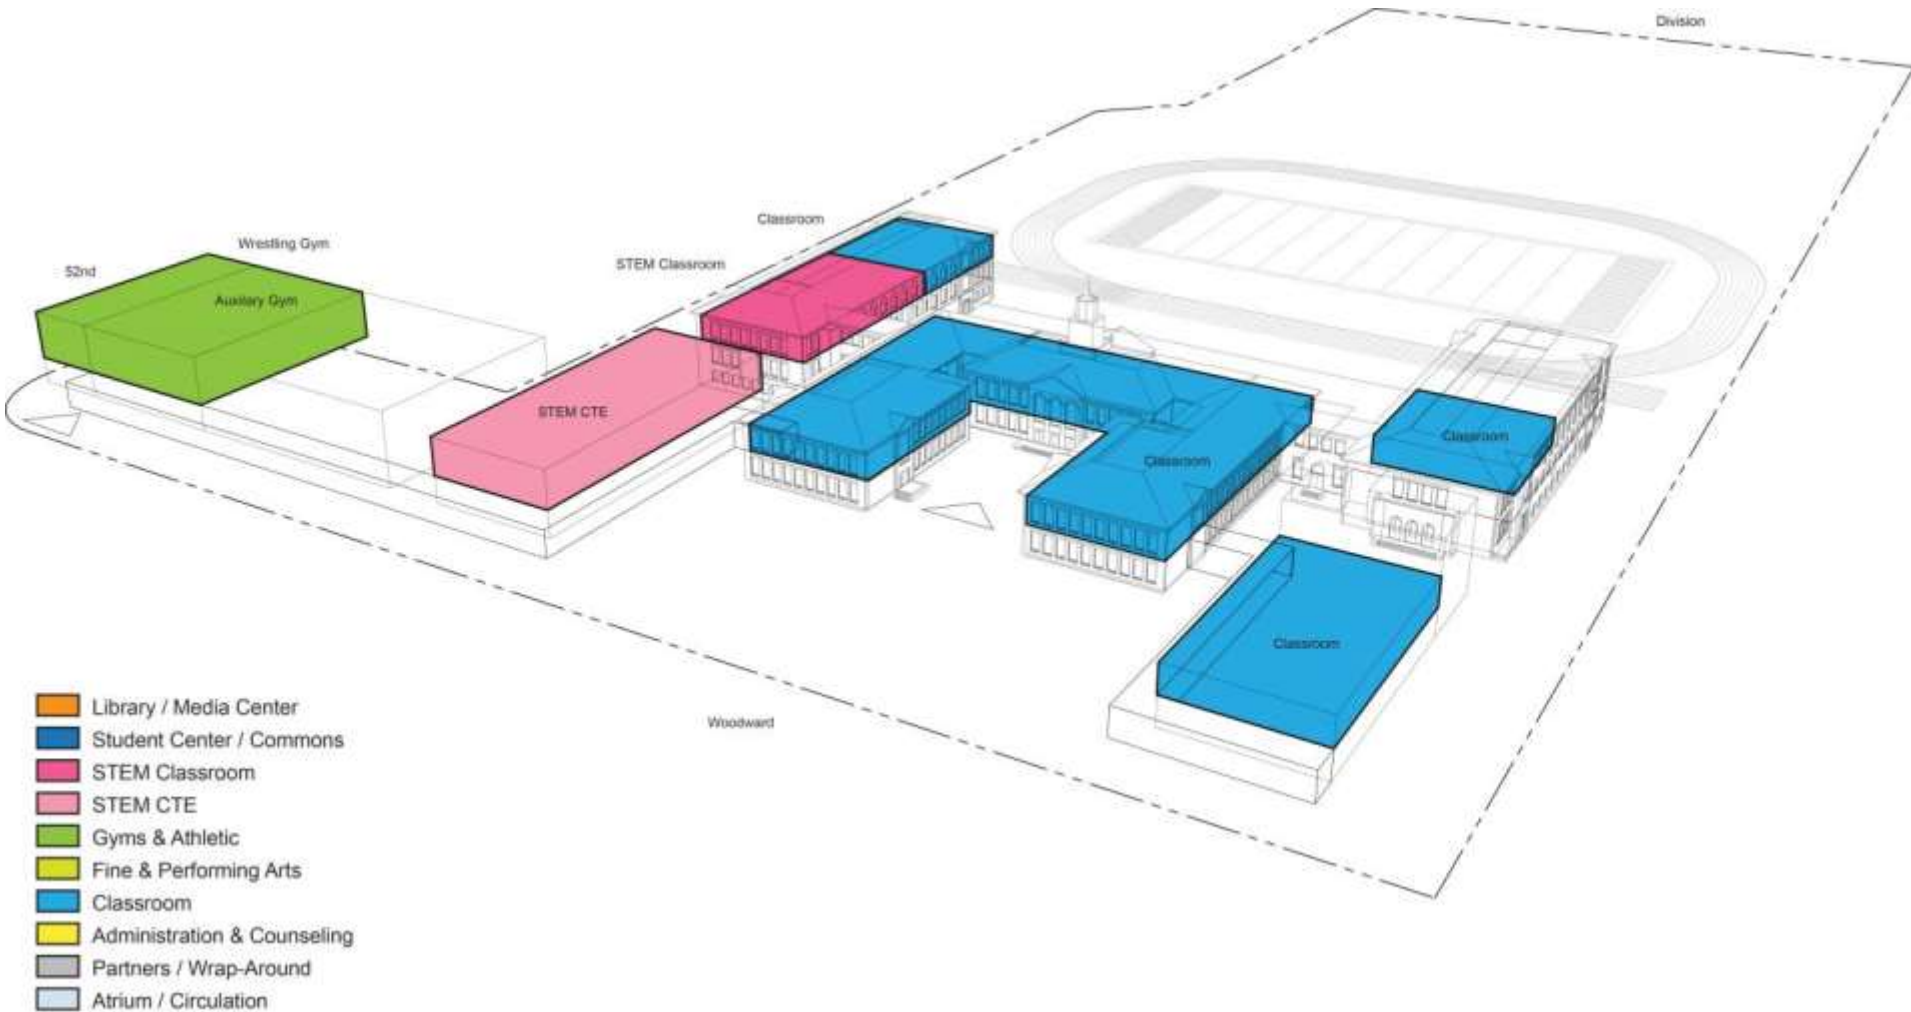 Division
Classroom
Wrestling Gym
STEM Classroom
52nd
Auxilary Gym
STEM CTE
Classroom
Classroom
Classroom
Woodward
Library / Media Center
Student Center / Commons
STEM Classroom
STEM CTE
Gyms & Athletic
Fine & Performing Arts
Classroom
Administration & Counseling
Partners / Wrap-Around
Atrium / Circulation